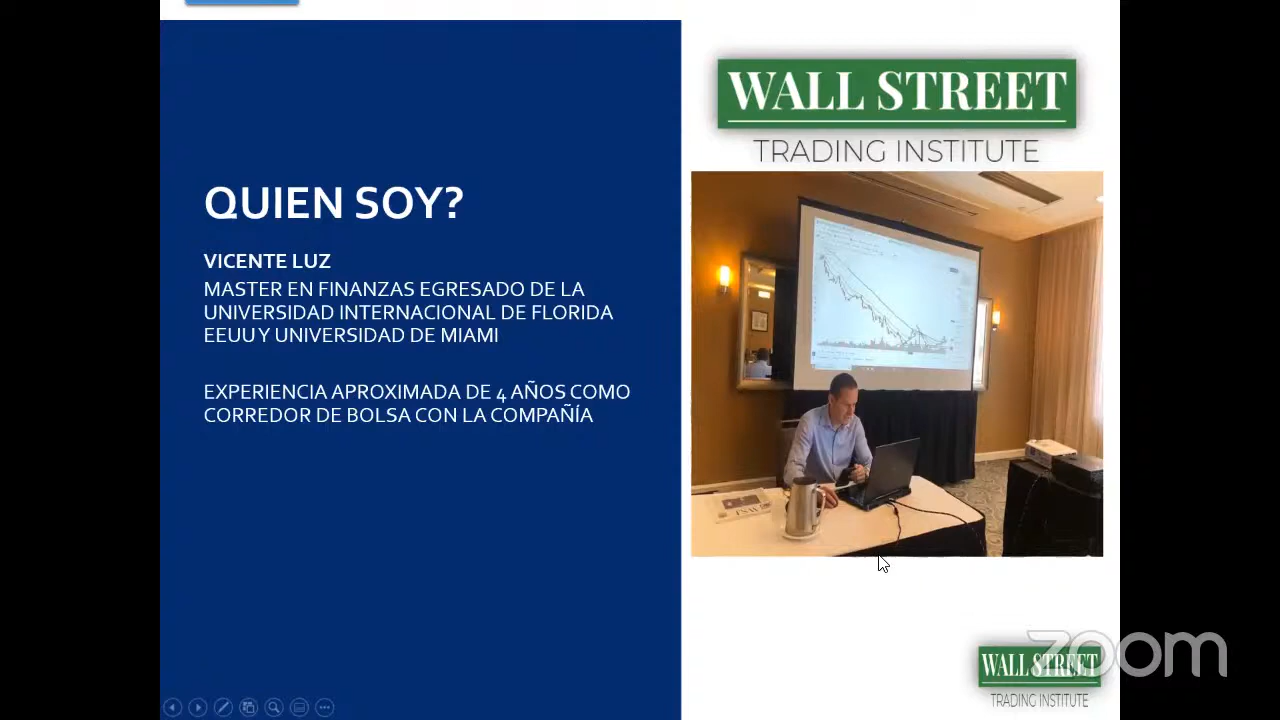 WALL STREET
TRADING INSTITUTE
QUIEN SOY?
VICENTE LUZ
MASTER EN FINANZAS EGRESADO DE LA
UNIVERSIDAD INTERNACIONAL DE FLORIDA
EEUU Y UNIVERSIDAD DE MIAMI
EXPERIENCIA APROXIMADA DE 4 AÑOS COMO
CORREDOR DE BOLSA CON LA COMPAÑÍA
zoom
WALL STREET
TRADING INSTITUTE